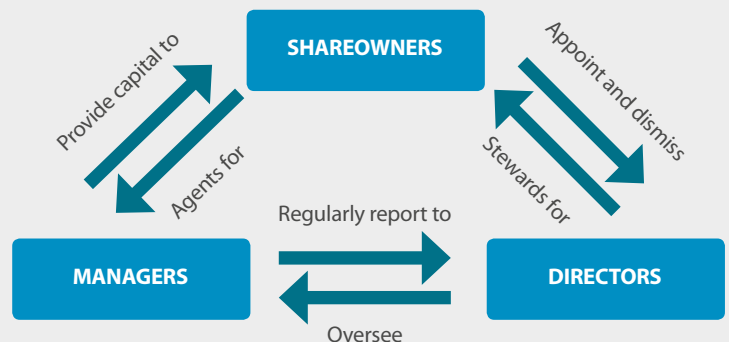 SHAREOWNERS
Provide capital to
Agents for
Appoint and dismiss
Stewards for
Regularly report to
MANAGERS
DIRECTORS
Oversee